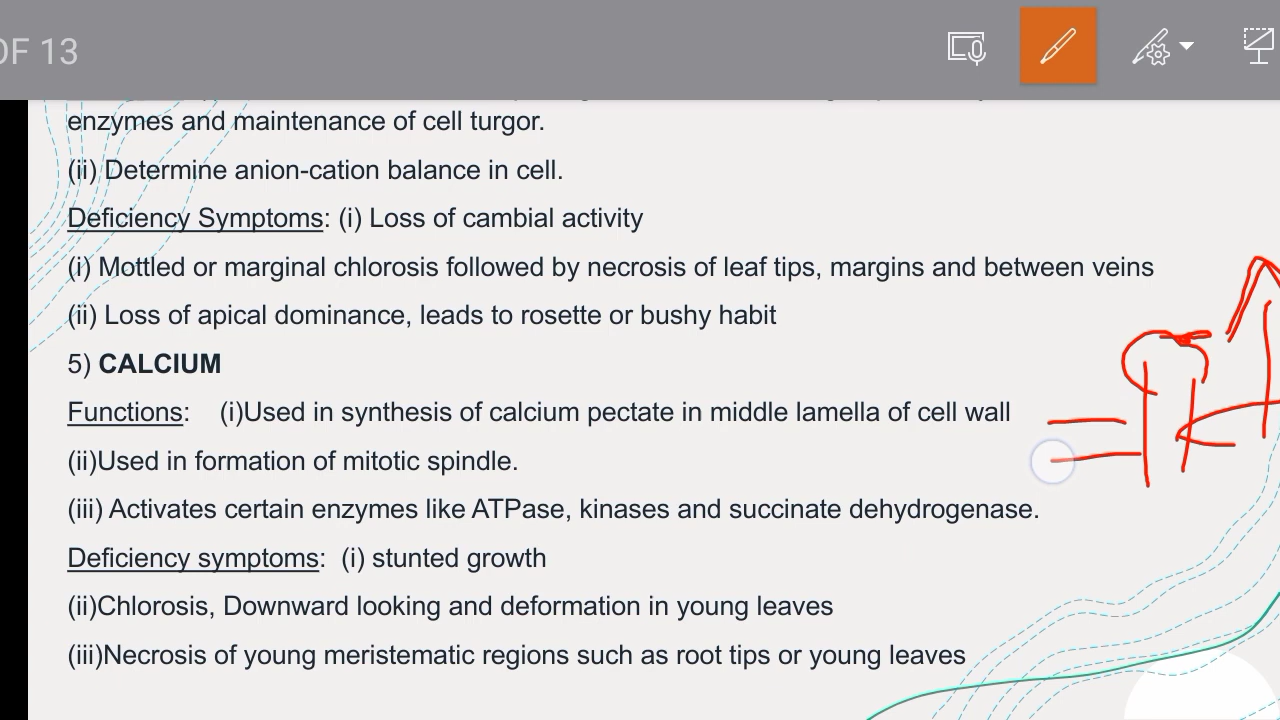 OF 13
enzymes and maintenance of cell turgor.
(ii) Determine anion-cation balance in cell.
Deficiency Symptoms: (i) Loss of cambial activity
(i) Mottled or marginal chlorosis followed by necrosis of leaf tips, margins and between veins
(ii) Loss of apical dominance, leads to rosette or bushy habit
5) CALCIUM
Functions: (i)Used in synthesis of calcium pectate in middle lamella of cell wall
(ii)Used in formation of mitotic spindle.
(iii) Activates certain enzymes like ATPase, kinases and succinate dehydrogenase.
Deficiency symptoms: (i) stunted growth
(ii)Chlorosis, Downward looking and deformation in young leaves
(iii)Necrosis of young meristematic regions such as root tips or young leaves